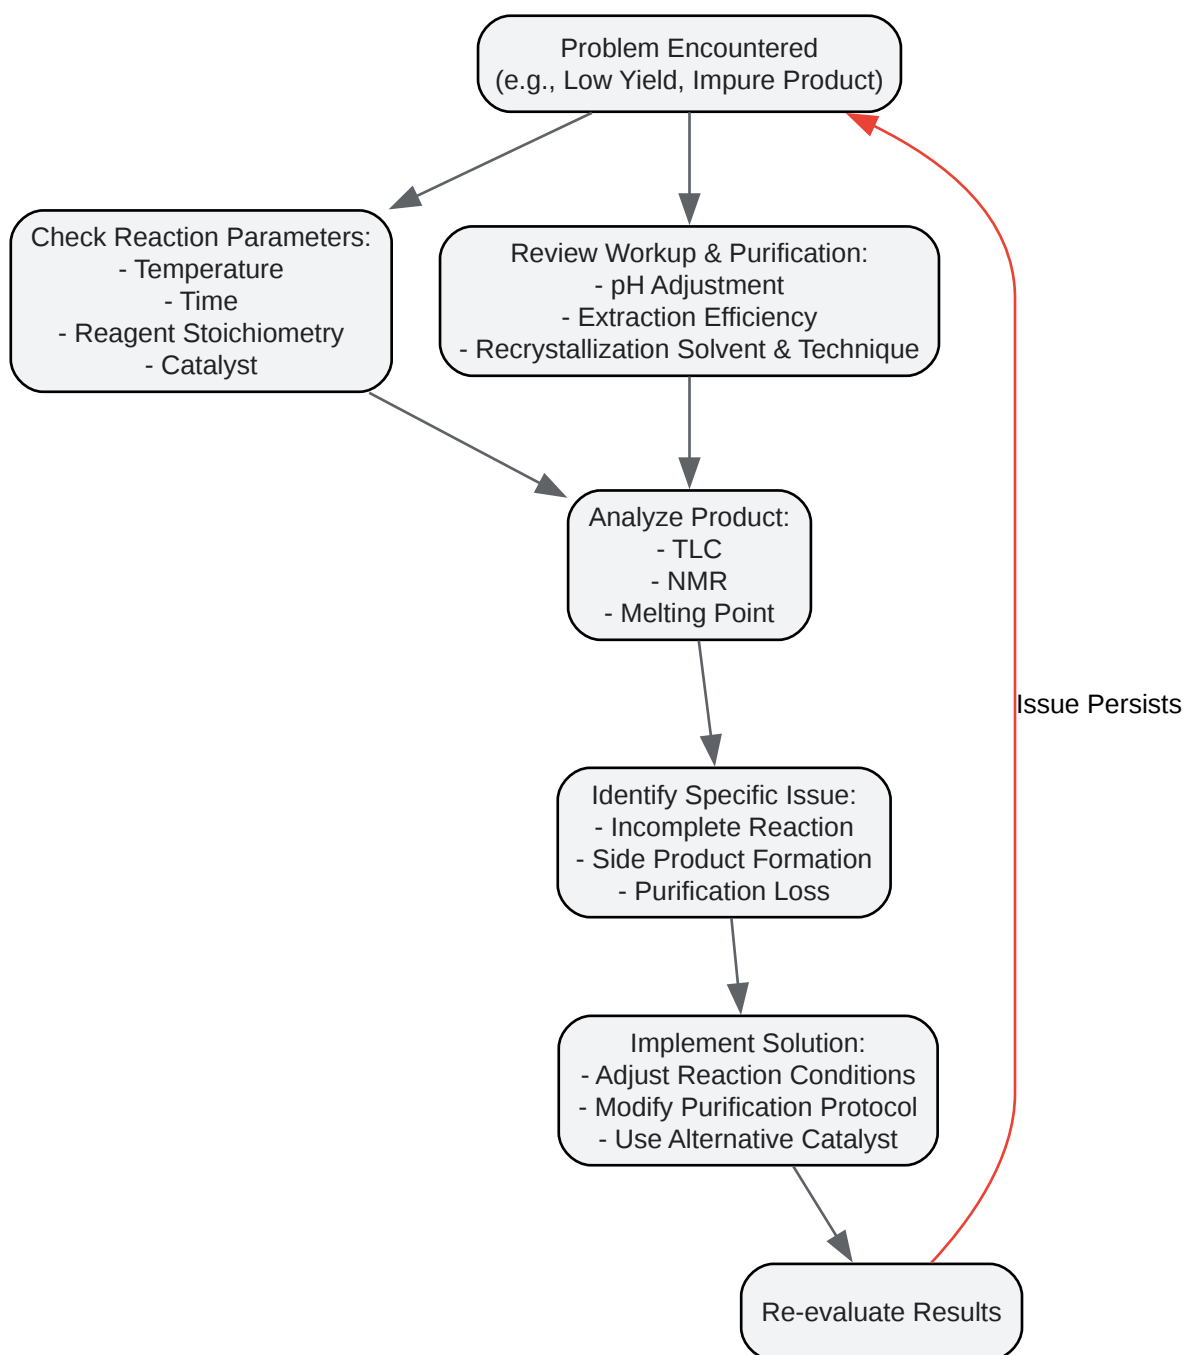 Problem Encountered
(e.g., Low Yield, Impure Product)
Check Reaction Parameters:
- Temperature
- Time
- Reagent Stoichiometry
- Catalyst
Review Workup & Purification:
- pH Adjustment
- Extraction Efficiency
- Recrystallization Solvent & Technique
Analyze Product:
- TLC
- NMR
- Melting Point
Issue Persists
Identify Specific Issue:
- Incomplete Reaction
- Side Product Formation
- Purification Loss
Implement Solution:
- Adjust Reaction Conditions
- Modify Purification Protocol
- Use Alternative Catalyst
Re-evaluate Results